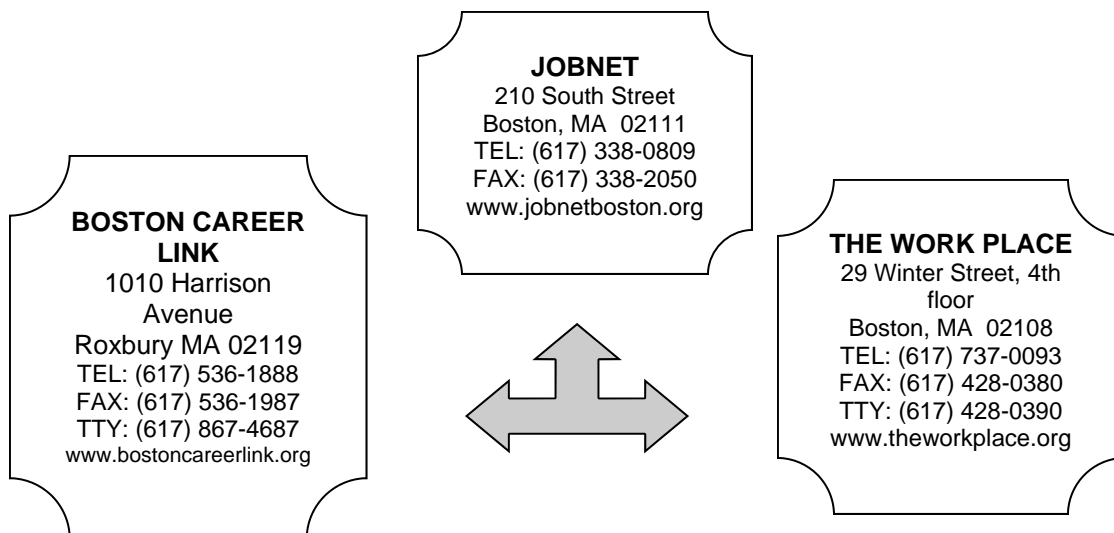 JOBNET
210 South Street
Boston, MA  02111
TEL: (617) 338-0809
FAX: (617) 338-2050
www.jobnetboston.org
BOSTON CAREER
LINK
1010 Harrison
Avenue
Roxbury MA 02119
TEL: (617) 536-1888
FAX: (617) 536-1987
TTY: (617) 867-4687
www.bostoncareerlink.org
THE WORK PLACE
29 Winter Street, 4th
floor
Boston, MA  02108
TEL: (617) 737-0093
FAX: (617) 428-0380
TTY: (617) 428-0390
www.theworkplace.org